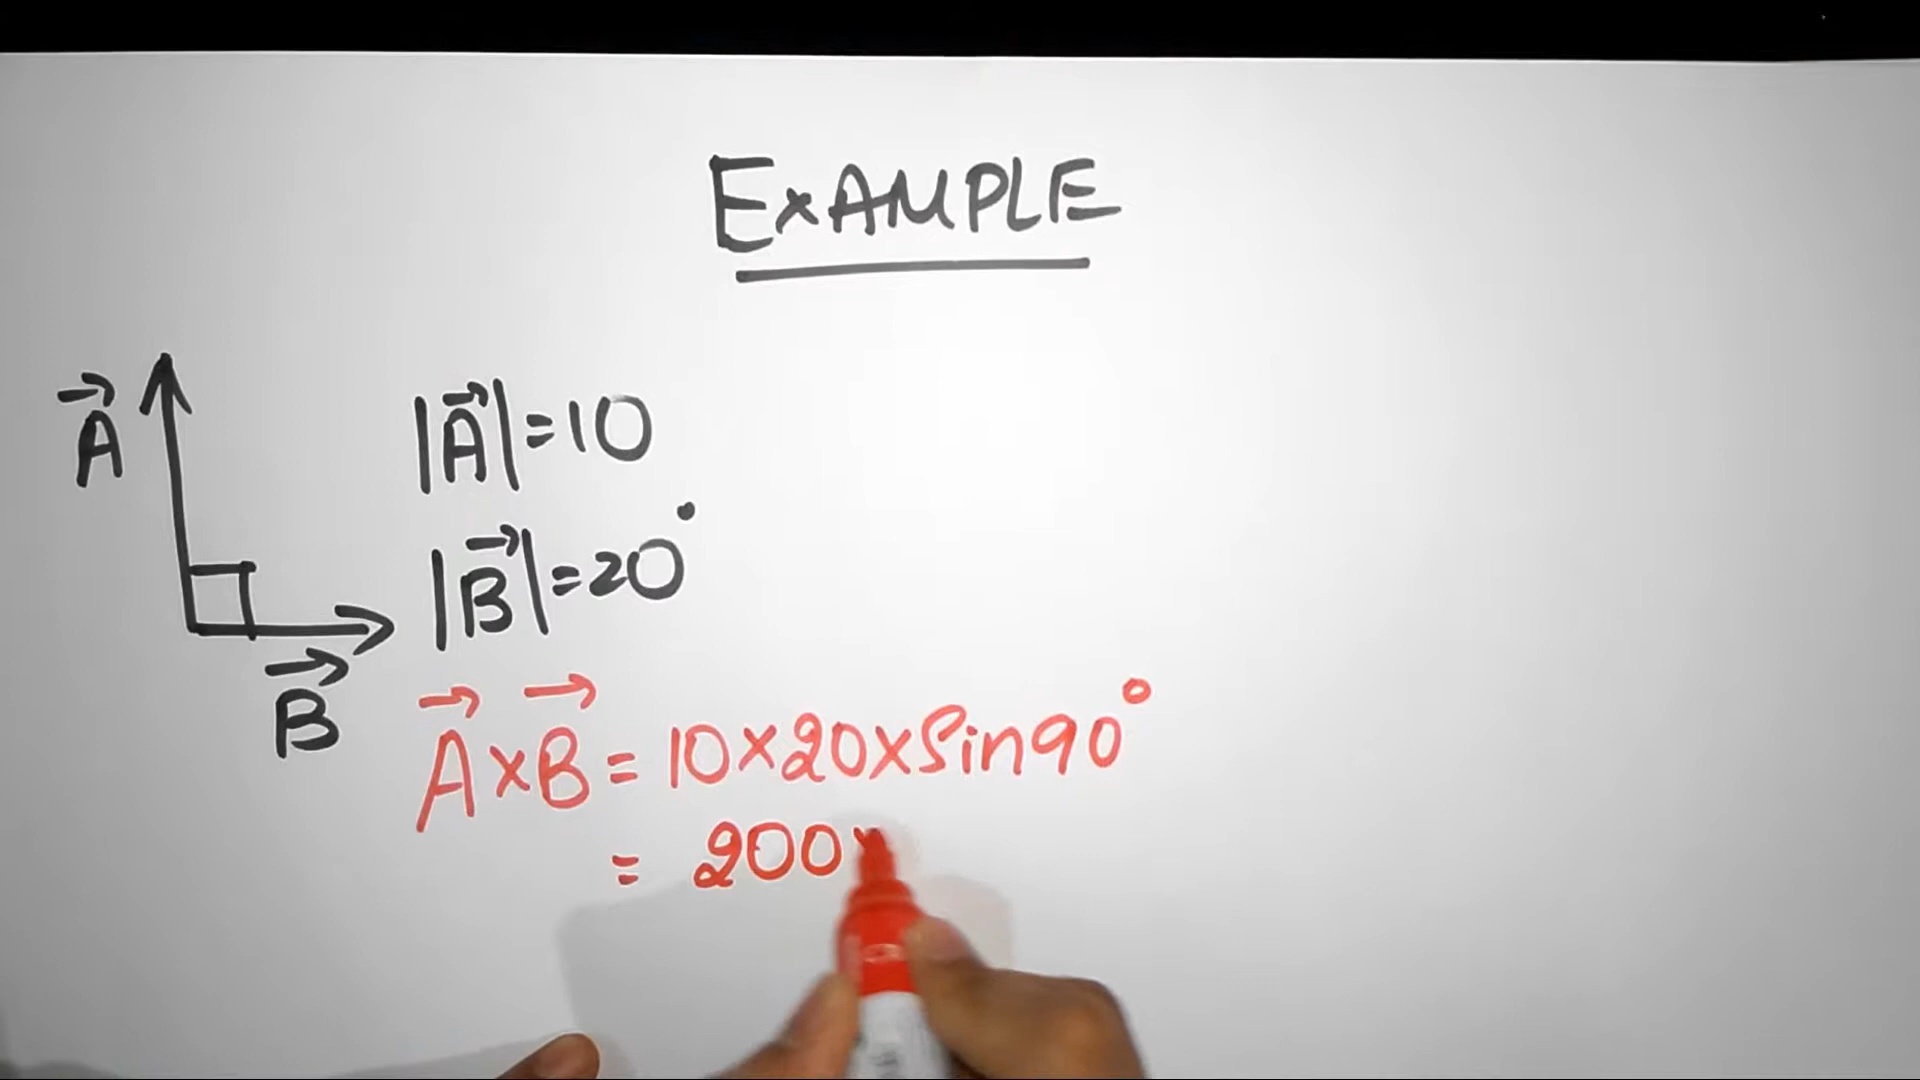 EXAMPLE
A⃗
|A⃗|=10
|B⃗|=20°
B⃗
A⃗×B⃗=10×20×Sin90°
= 200×